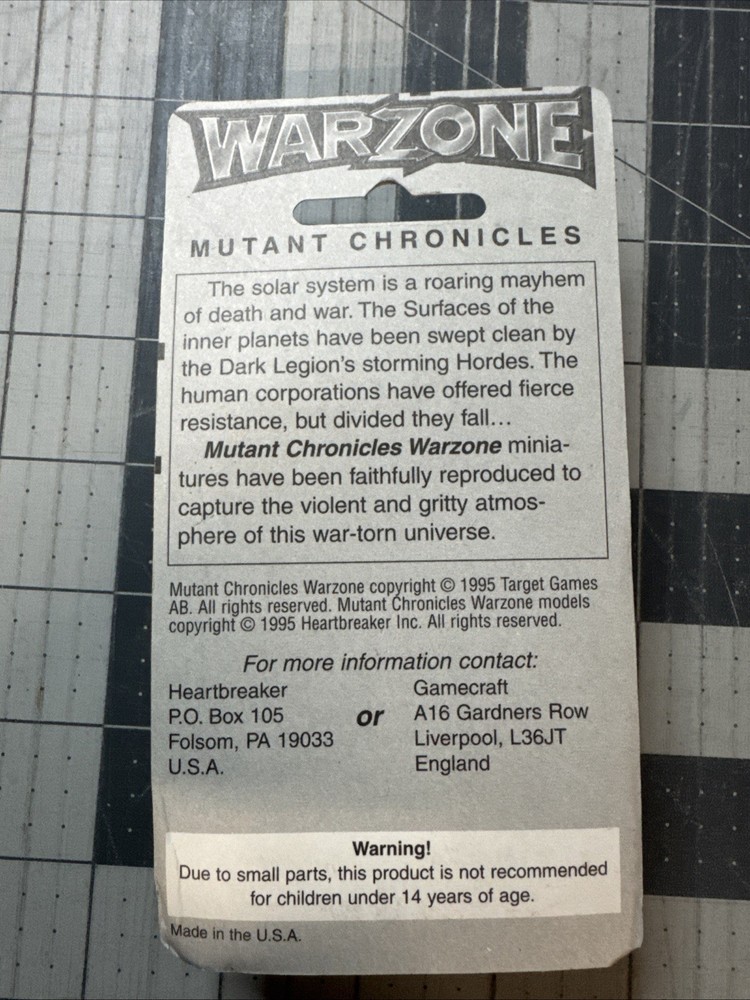 WARZONE
MUTANT CHRONICLES
The solar system is a roaring mayhem
of death and war. The Surfaces of the
inner planets have been swept clean by
the Dark Legion's storming Hordes. The
human corporations have offered fierce
resistance, but divided they fall...
Mutant Chronicles Warzone minia-
tures have been faithfully reproduced to
capture the violent and gritty atmos-
phere of this war-torn universe.
Mutant Chronicles Warzone copyright © 1995 Target Games
AB. All rights reserved. Mutant Chronicles Warzone models
copyright © 1995 Heartbreaker Inc. All rights reserved.
For more information contact:
Heartbreaker
P.O. Box 105
Folsom, PA 19033
U.S.A.
or
Gamecraft
A16 Gardners Row
Liverpool, L36JT
England
Warning!
Due to small parts, this product is not recommended
for children under 14 years of age.
Made in the U.S.A.